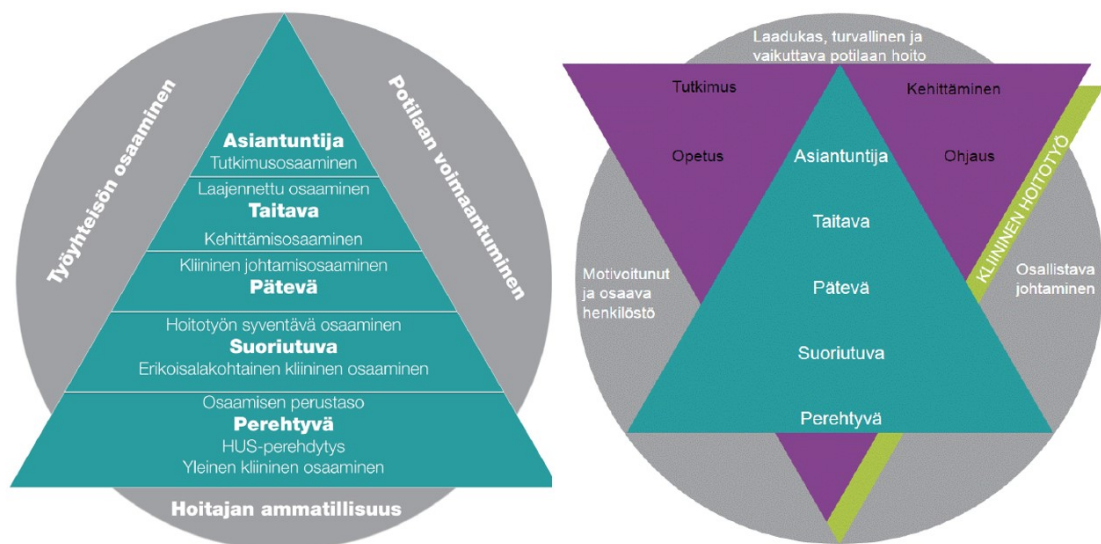 Työyhteisön osaaminen
Potilaan voimaantuminen
Asiantuntija
Tutkimusosaaminen
Laajennettu osaaminen
Taitava
Kehittämisosaaminen
Kliininen johtamisosaaminen
Pätevä
Hoitotyön syventävä osaaminen
Suoriutuva
Erikoisalakohtainen kliininen osaaminen
Osaamisen perustaso
Perehtyvä
HUS-perehdytys
Yleinen kliininen osaaminen
Hoitajan ammatillisuus
Laadukas, turvallinen ja
vaikuttava potilaan hoito
Tutkimus
Kehittäminen
Opetus
Asiantuntija
Ohjaus
Taitava
KLIININEN HOITOTYÖ
Motivoitunut
ja osaava
henkilöstö
Pätevä
Osallistava
johtaminen
Suoriutuva
Perehtyvä